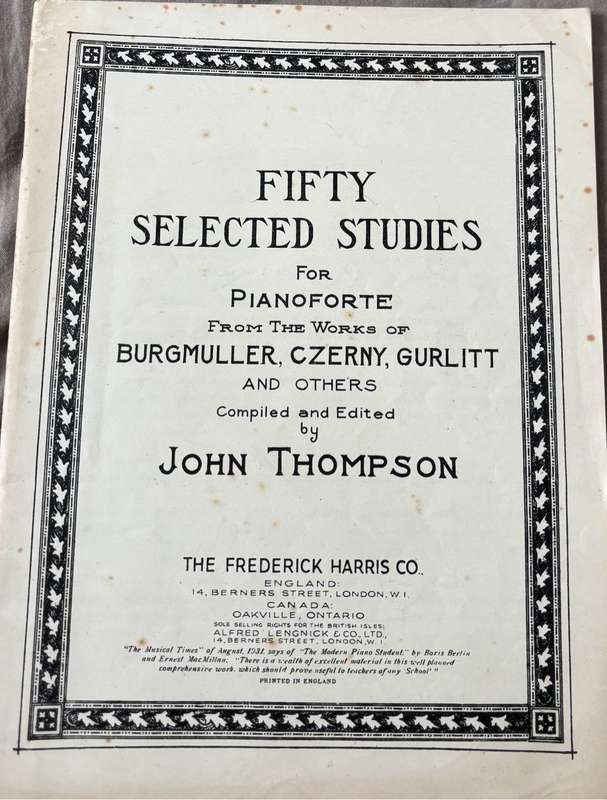 FIFTY
SELECTED STUDIES
FOR
PIANOFORTE
FROM THE WORKS OF
BURGMULLER, CZERNY, GURLITT
AND OTHERS
Compiled and Edited
by
JOHN THOMPSON
THE FREDERICK HARRIS CO.,
ENGLAND:
14, BERNERS STREET, LONDON, W.1.
CANADA:
OAKVILLE, ONTARIO
SOLE SELLING RIGHTS FOR THE BRITISH ISLES:
ALFRED LENGNICK & CO., LTD.,
14, BERNERS STREET, LONDON, W.1.
"The Musical Times" of August, 1931, says of "The Modern Piano Student," by Boris Berlin
and Ernest MacMillan: "There is a wealth of excellent material in this well planned
comprehensive work, which should prove useful to teachers of any 'School'"
PRINTED IN ENGLAND